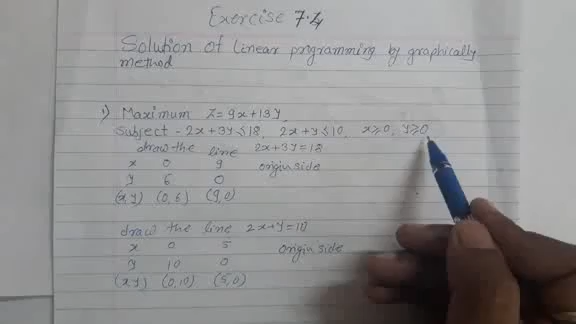 Exercise 7.4
Solution of linear prgramming by graphically
method
1) Maximum Z=9x+13y
Subject - 2x+3y≤18, 2x+y≤10, x≥0, y≥0
draw the line 2x+3y=18
x 0 9 origin side
y 6 0
(x y) (0,6) (9,0)
draw the line 2x+y=10
x 0 5 origin side
y 10 0
(x y) (0,10) (5,0)